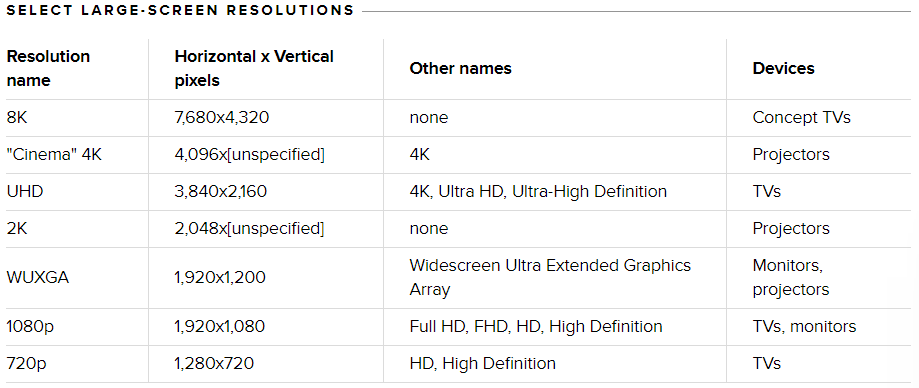 SELECT LARGE-SCREEN RESOLUTIONS
Resolution name Horizontal x Vertical pixels Other names Devices
8K 7,680x4,320 none Concept TVs
"Cinema" 4K 4,096x[unspecified] 4K Projectors
UHD 3,840x2,160 4K, Ultra HD, Ultra-High Definition TVs
2K 2,048x[unspecified] none Projectors
WUXGA 1,920x1,200 Widescreen Ultra Extended Graphics Array Monitors, projectors
1080p 1,920x1,080 Full HD, FHD, HD, High Definition TVs, monitors
720p 1,280x720 HD, High Definition TVs